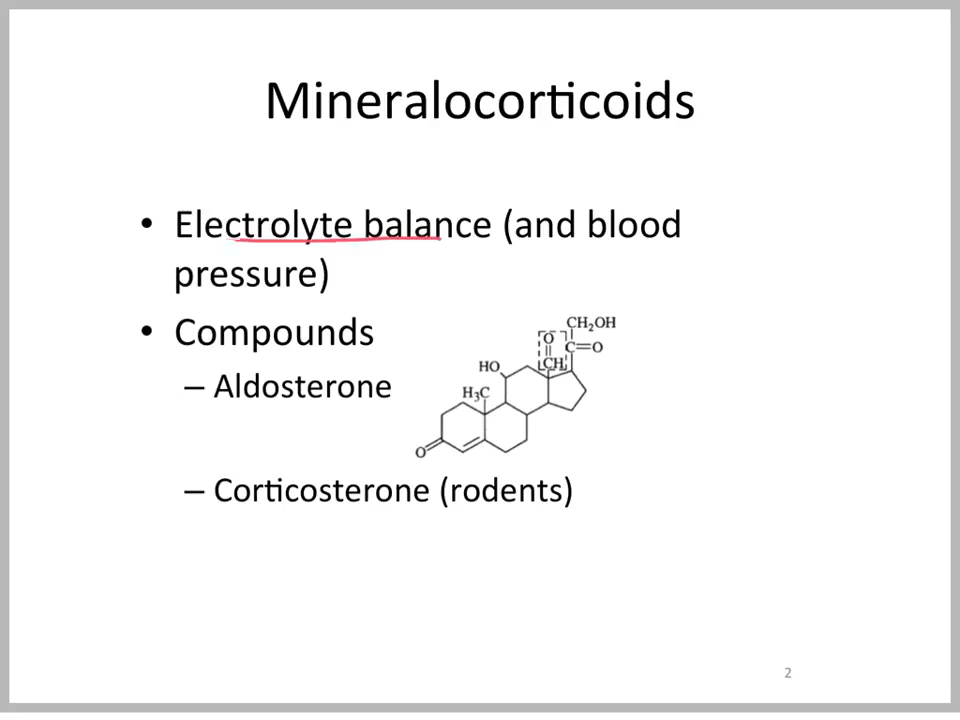 Mineralocorticoids
• Electrolyte balance (and blood
pressure)
• Compounds
– Aldosterone
– Corticosterone (rodents)
CH₂OH
O
C=O
CH
HO
H₃C
O
2